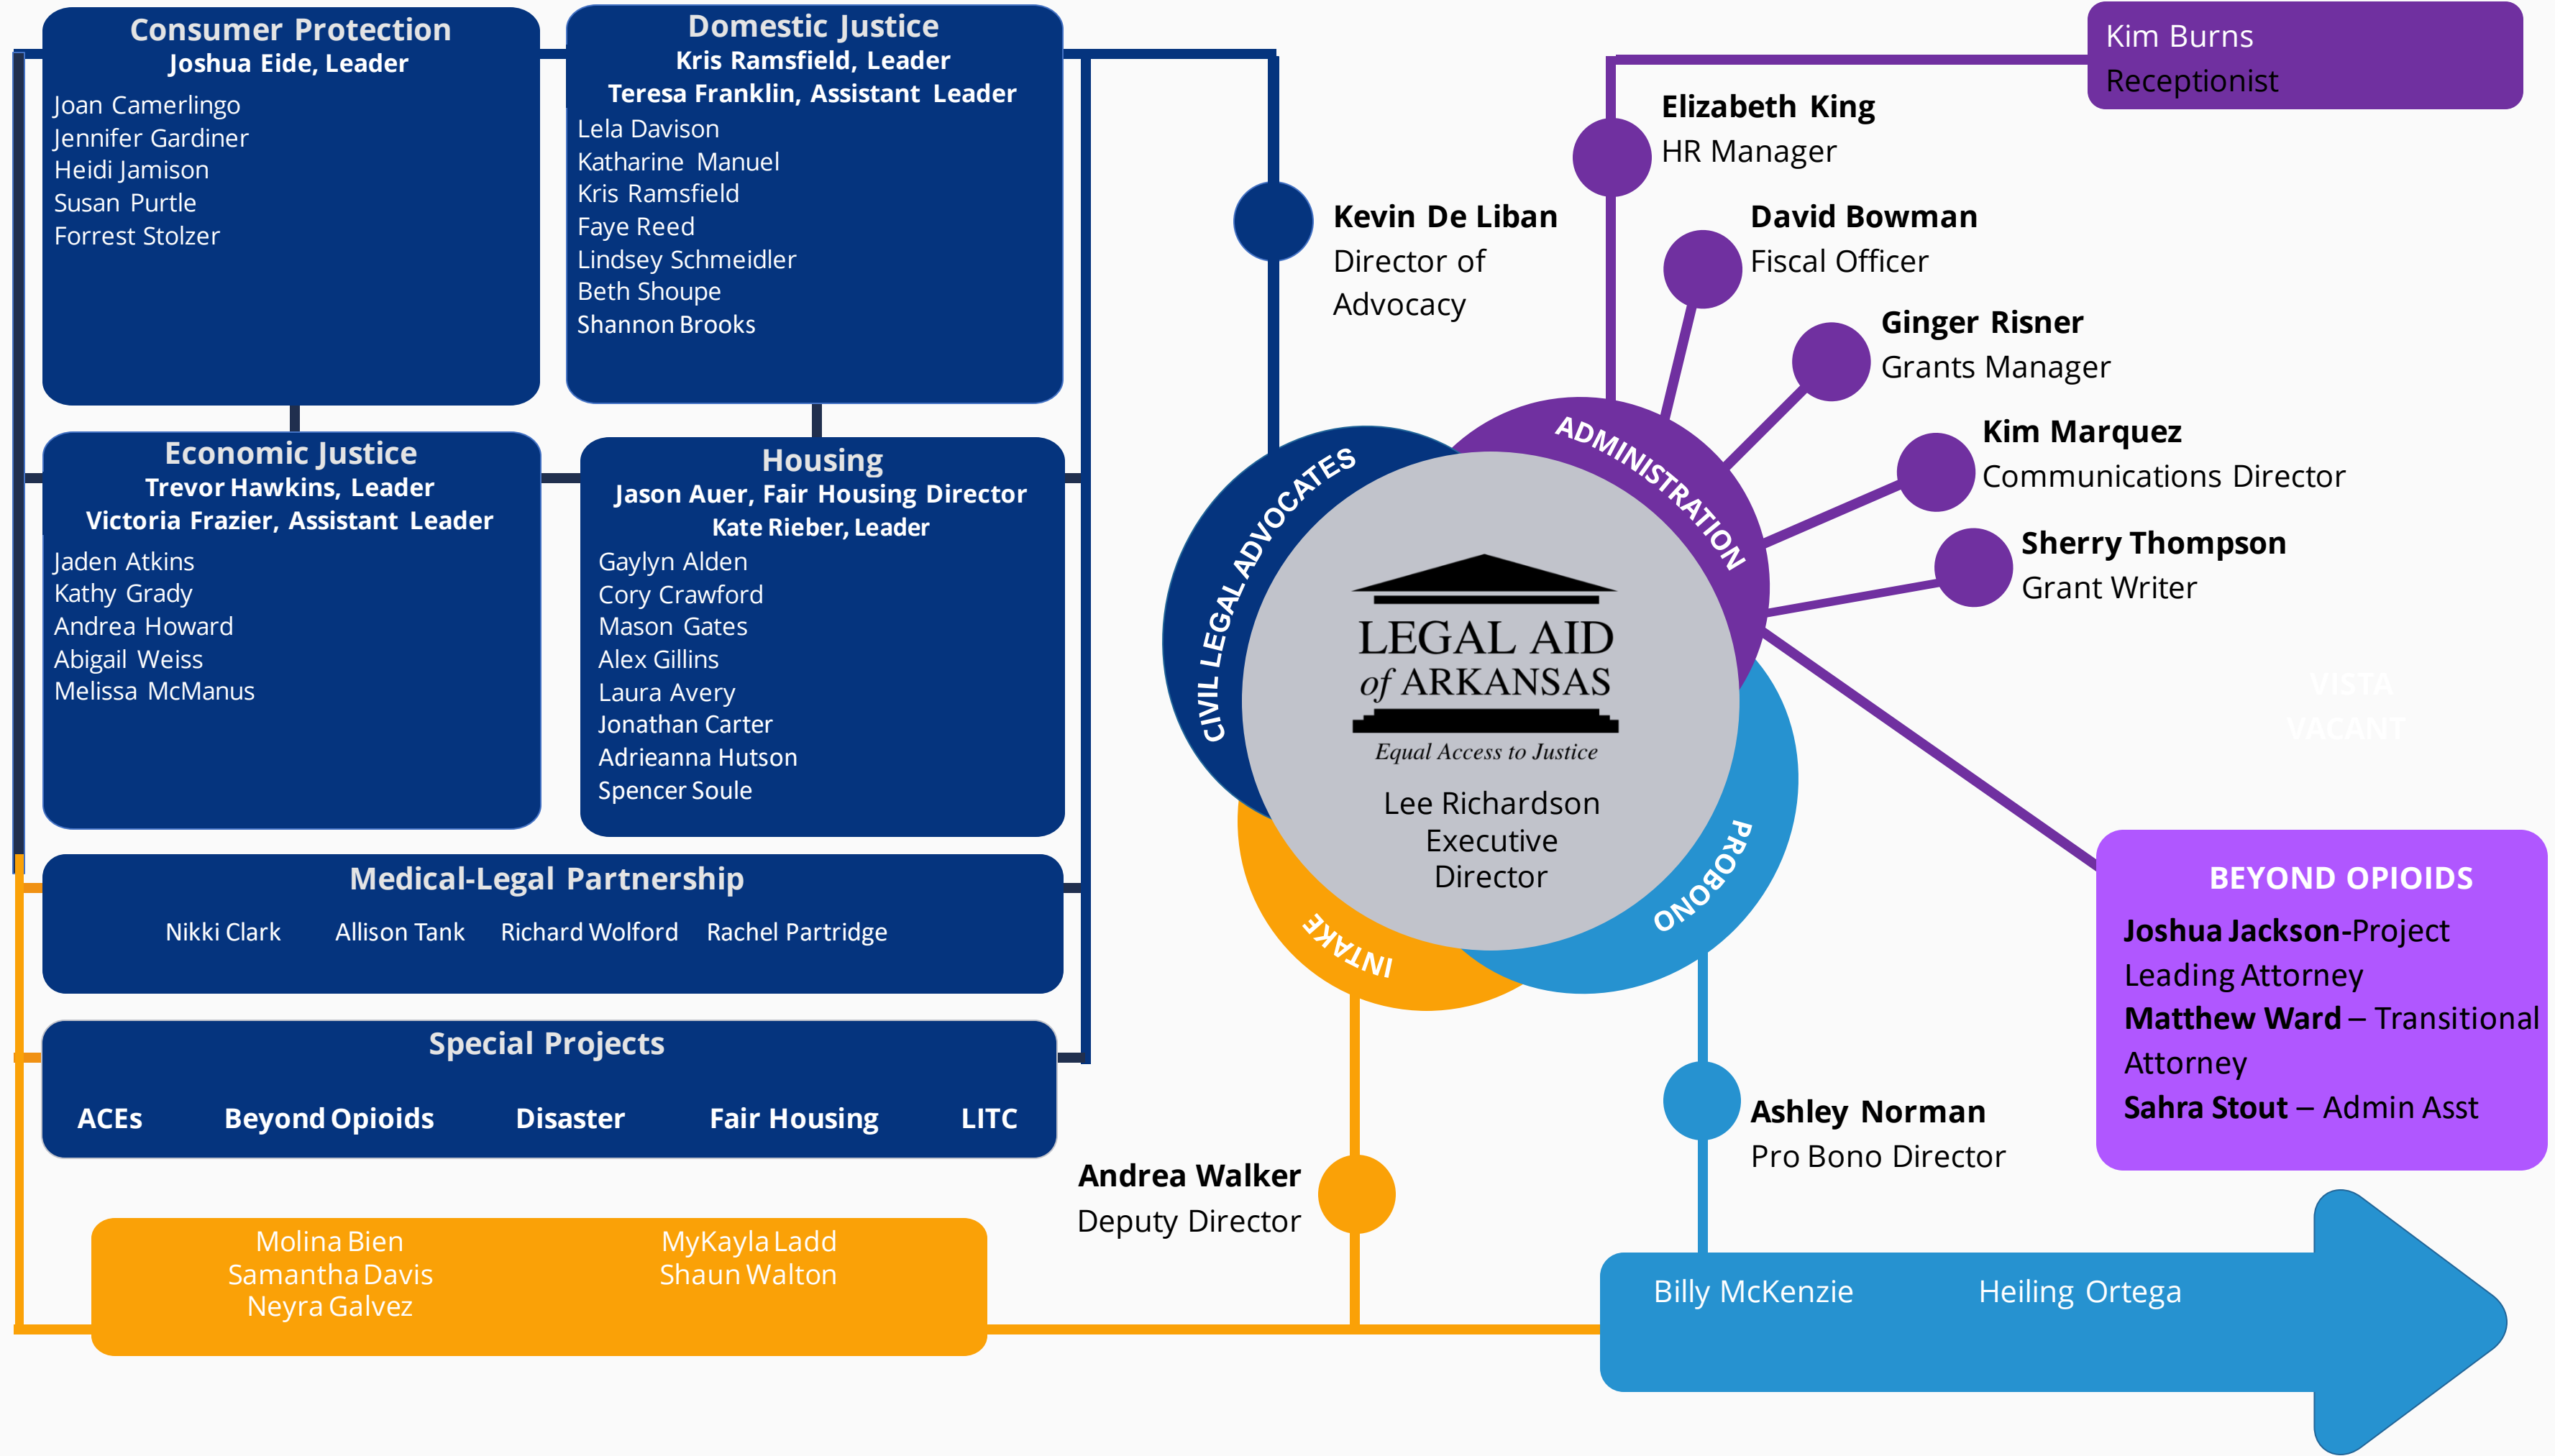 Consumer Protection
Joshua Eide, Leader
Joan Camerlingo
Jennifer Gardiner
Heidi Jamison
Susan Purtle
Forrest Stolzer
Domestic Justice
Kris Ramsfield, Leader
Teresa Franklin, Assistant Leader
Lela Davison
Katharine Manuel
Kris Ramsfield
Faye Reed
Lindsey Schmeidler
Beth Shoupe
Shannon Brooks
Economic Justice
Trevor Hawkins, Leader
Victoria Frazier, Assistant Leader
Jaden Atkins
Kathy Grady
Andrea Howard
Abigail Weiss
Melissa McManus
Housing
Jason Auer, Fair Housing Director
Kate Rieber, Leader
Gaylyn Alden
Cory Crawford
Mason Gates
Alex Gillins
Laura Avery
Jonathan Carter
Adrieanna Hutson
Spencer Soule
Medical-Legal Partnership
Nikki Clark Allison Tank Richard Wolford Rachel Partridge
Special Projects
ACEs Beyond Opioids Disaster Fair Housing LITC
Molina Bien MyKayla Ladd
Samantha Davis Shaun Walton
Neyra Galvez
Kevin De Liban
Director of
Advocacy
Kim Burns
Receptionist
Elizabeth King
HR Manager
David Bowman
Fiscal Officer
Ginger Risner
Grants Manager
Kim Marquez
Communications Director
Sherry Thompson
Grant Writer
CIVIL LEGAL ADVOCATES
ADMINISTRATION
PROBONO
INTAKE
LEGAL AID
of ARKANSAS
Equal Access to Justice
Lee Richardson
Executive
Director
VISTA
VACANT
BEYOND OPIOIDS
Joshua Jackson-Project
Leading Attorney
Matthew Ward – Transitional
Attorney
Sahra Stout – Admin Asst
Andrea Walker
Deputy Director
Ashley Norman
Pro Bono Director
Billy McKenzie Heiling Ortega